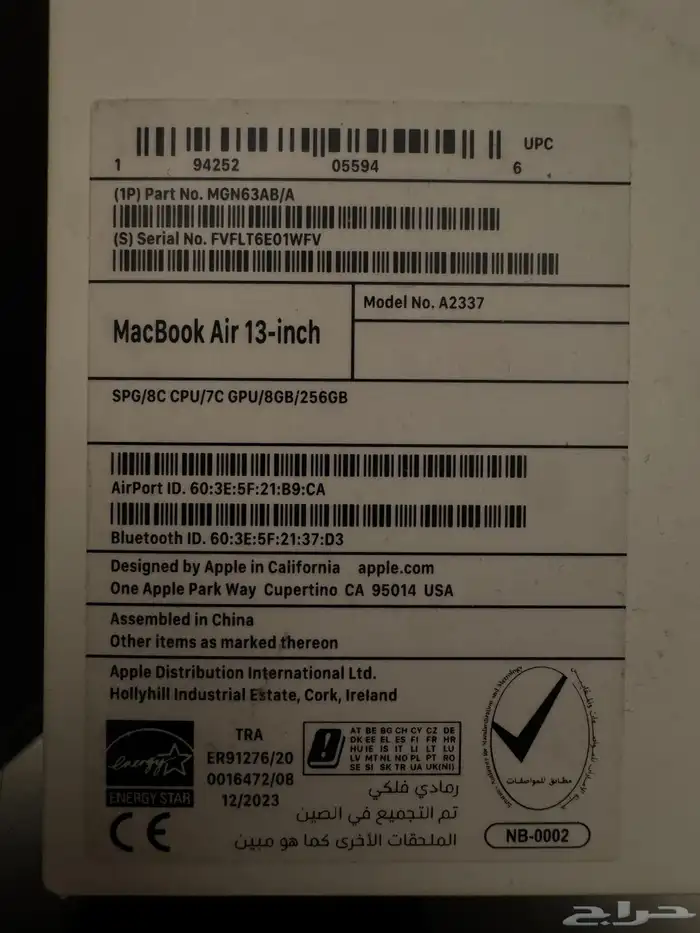 UPC
1 94252 05594 6
(1P) Part No. MGN63AB/A
(S) Serial No. FVFLT6E01WFV
Model No. A2337
MacBook Air 13-inch
SPG/8C CPU/7C GPU/8GB/256GB
AirPort ID. 60:3E:5F:21:B9:CA
Bluetooth ID. 60:3E:5F:21:37:D3
Designed by Apple in California apple.com
One Apple Park Way Cupertino CA 95014 USA
Assembled in China
Other items as marked thereon
Apple Distribution International Ltd.
Hollyhill Industrial Estate, Cork, Ireland
energy
ENERGY STAR
CE
TRA
ER91276/20
0016472/08
12/2023
AT BE BG CH CY CZ DE
DK EE EL ES FI FR HR
HU IE IS IT LI LT LU
LV MT NL NO PL PT RO
SE SI SK TR UA UK(NI)
رمادي فلكي
تم التجميع في الصين
الملحقات الأخرى كما هو مبين
مطابق للمواصفات
NB-0002
حراج